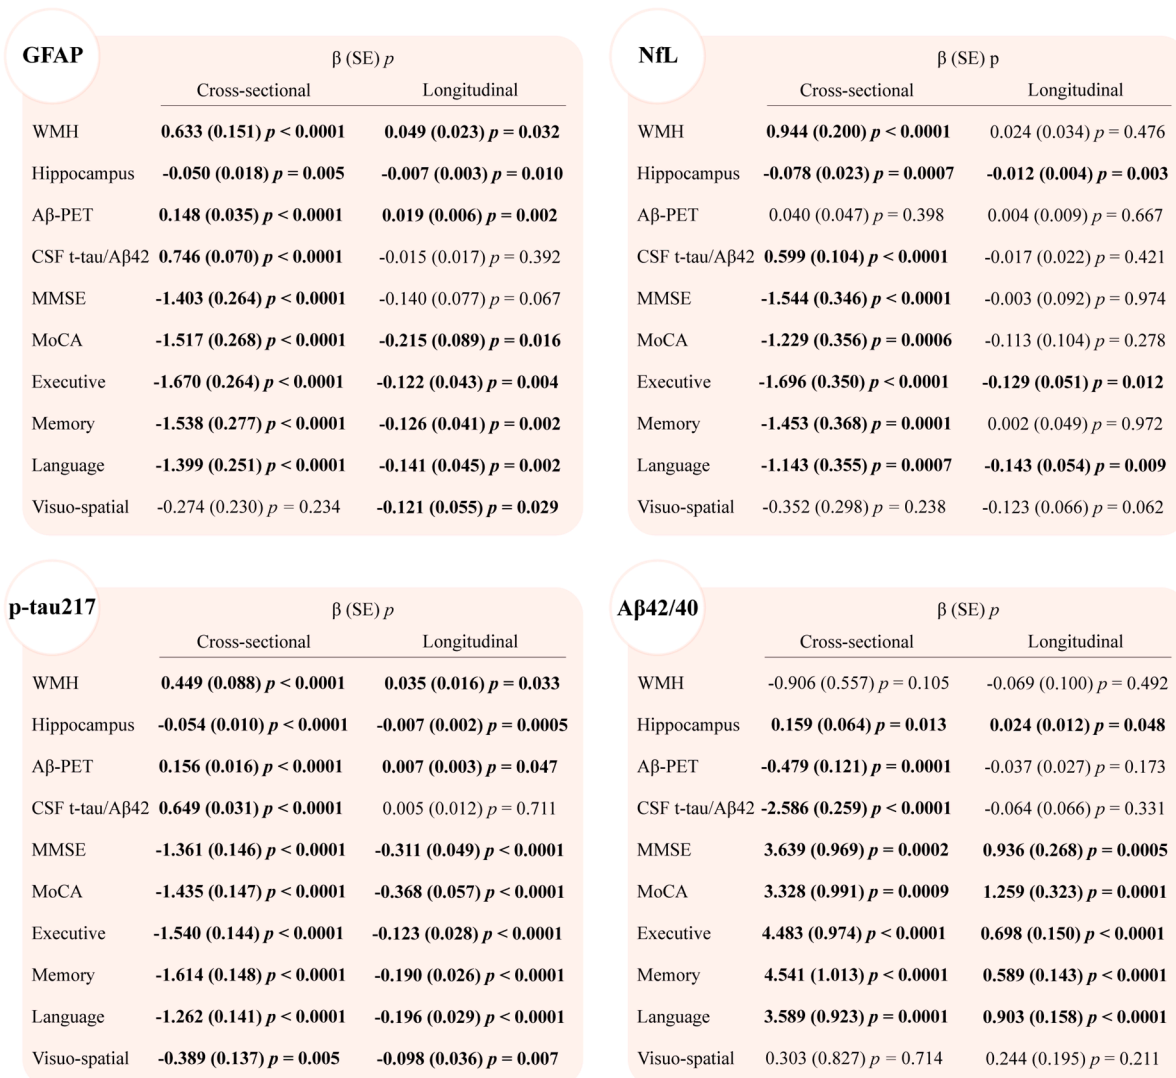 GFAP
β (SE) p
Cross-sectional Longitudinal
WMH 0.633 (0.151) p < 0.0001 0.049 (0.023) p = 0.032
Hippocampus -0.050 (0.018) p = 0.005 -0.007 (0.003) p = 0.010
Aβ-PET 0.148 (0.035) p < 0.0001 0.019 (0.006) p = 0.002
CSF t-tau/Aβ42 0.746 (0.070) p < 0.0001 -0.015 (0.017) p = 0.392
MMSE -1.403 (0.264) p < 0.0001 -0.140 (0.077) p = 0.067
MoCA -1.517 (0.268) p < 0.0001 -0.215 (0.089) p = 0.016
Executive -1.670 (0.264) p < 0.0001 -0.122 (0.043) p = 0.004
Memory -1.538 (0.277) p < 0.0001 -0.126 (0.041) p = 0.002
Language -1.399 (0.251) p < 0.0001 -0.141 (0.045) p = 0.002
Visuo-spatial -0.274 (0.230) p = 0.234 -0.121 (0.055) p = 0.029
NfL
β (SE) p
Cross-sectional Longitudinal
WMH 0.944 (0.200) p < 0.0001 0.024 (0.034) p = 0.476
Hippocampus -0.078 (0.023) p = 0.0007 -0.012 (0.004) p = 0.003
Aβ-PET 0.040 (0.047) p = 0.398 0.004 (0.009) p = 0.667
CSF t-tau/Aβ42 0.599 (0.104) p < 0.0001 -0.017 (0.022) p = 0.421
MMSE -1.544 (0.346) p < 0.0001 -0.003 (0.092) p = 0.974
MoCA -1.229 (0.356) p = 0.0006 -0.113 (0.104) p = 0.278
Executive -1.696 (0.350) p < 0.0001 -0.129 (0.051) p = 0.012
Memory -1.453 (0.368) p = 0.0001 0.002 (0.049) p = 0.972
Language -1.143 (0.355) p = 0.0007 -0.143 (0.054) p = 0.009
Visuo-spatial -0.352 (0.298) p = 0.238 -0.123 (0.066) p = 0.062
p-tau217
β (SE) p
Cross-sectional Longitudinal
WMH 0.449 (0.088) p < 0.0001 0.035 (0.016) p = 0.033
Hippocampus -0.054 (0.010) p < 0.0001 -0.007 (0.002) p = 0.0005
Aβ-PET 0.156 (0.016) p < 0.0001 0.007 (0.003) p = 0.047
CSF t-tau/Aβ42 0.649 (0.031) p < 0.0001 0.005 (0.012) p = 0.711
MMSE -1.361 (0.146) p < 0.0001 -0.311 (0.049) p < 0.0001
MoCA -1.435 (0.147) p < 0.0001 -0.368 (0.057) p < 0.0001
Executive -1.540 (0.144) p < 0.0001 -0.123 (0.028) p < 0.0001
Memory -1.614 (0.148) p < 0.0001 -0.190 (0.026) p < 0.0001
Language -1.262 (0.141) p < 0.0001 -0.196 (0.029) p < 0.0001
Visuo-spatial -0.389 (0.137) p = 0.005 -0.098 (0.036) p = 0.007
Aβ42/40
β (SE) p
Cross-sectional Longitudinal
WMH -0.906 (0.557) p = 0.105 -0.069 (0.100) p = 0.492
Hippocampus 0.159 (0.064) p = 0.013 0.024 (0.012) p = 0.048
Aβ-PET -0.479 (0.121) p = 0.0001 -0.037 (0.027) p = 0.173
CSF t-tau/Aβ42 -2.586 (0.259) p < 0.0001 -0.064 (0.066) p = 0.331
MMSE 3.639 (0.969) p = 0.0002 0.936 (0.268) p = 0.0005
MoCA 3.328 (0.991) p = 0.0009 1.259 (0.323) p = 0.0001
Executive 4.483 (0.974) p < 0.0001 0.698 (0.150) p < 0.0001
Memory 4.541 (1.013) p < 0.0001 0.589 (0.143) p < 0.0001
Language 3.589 (0.923) p = 0.0001 0.903 (0.158) p < 0.0001
Visuo-spatial 0.303 (0.827) p = 0.714 0.244 (0.195) p = 0.211